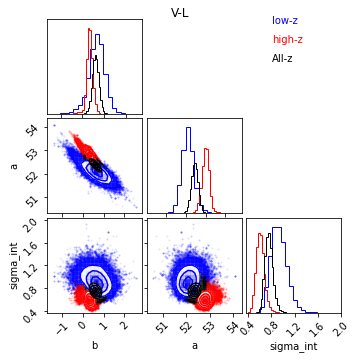 V-L
low-z
high-z
All-z
54
53
52
51
a
2.0
1.6
1.2
0.8
0.4
sigma_int
−1 0 1 2
b
51 52 53 54
a
0.4 0.8 1.2 1.6 2.0
sigma_int